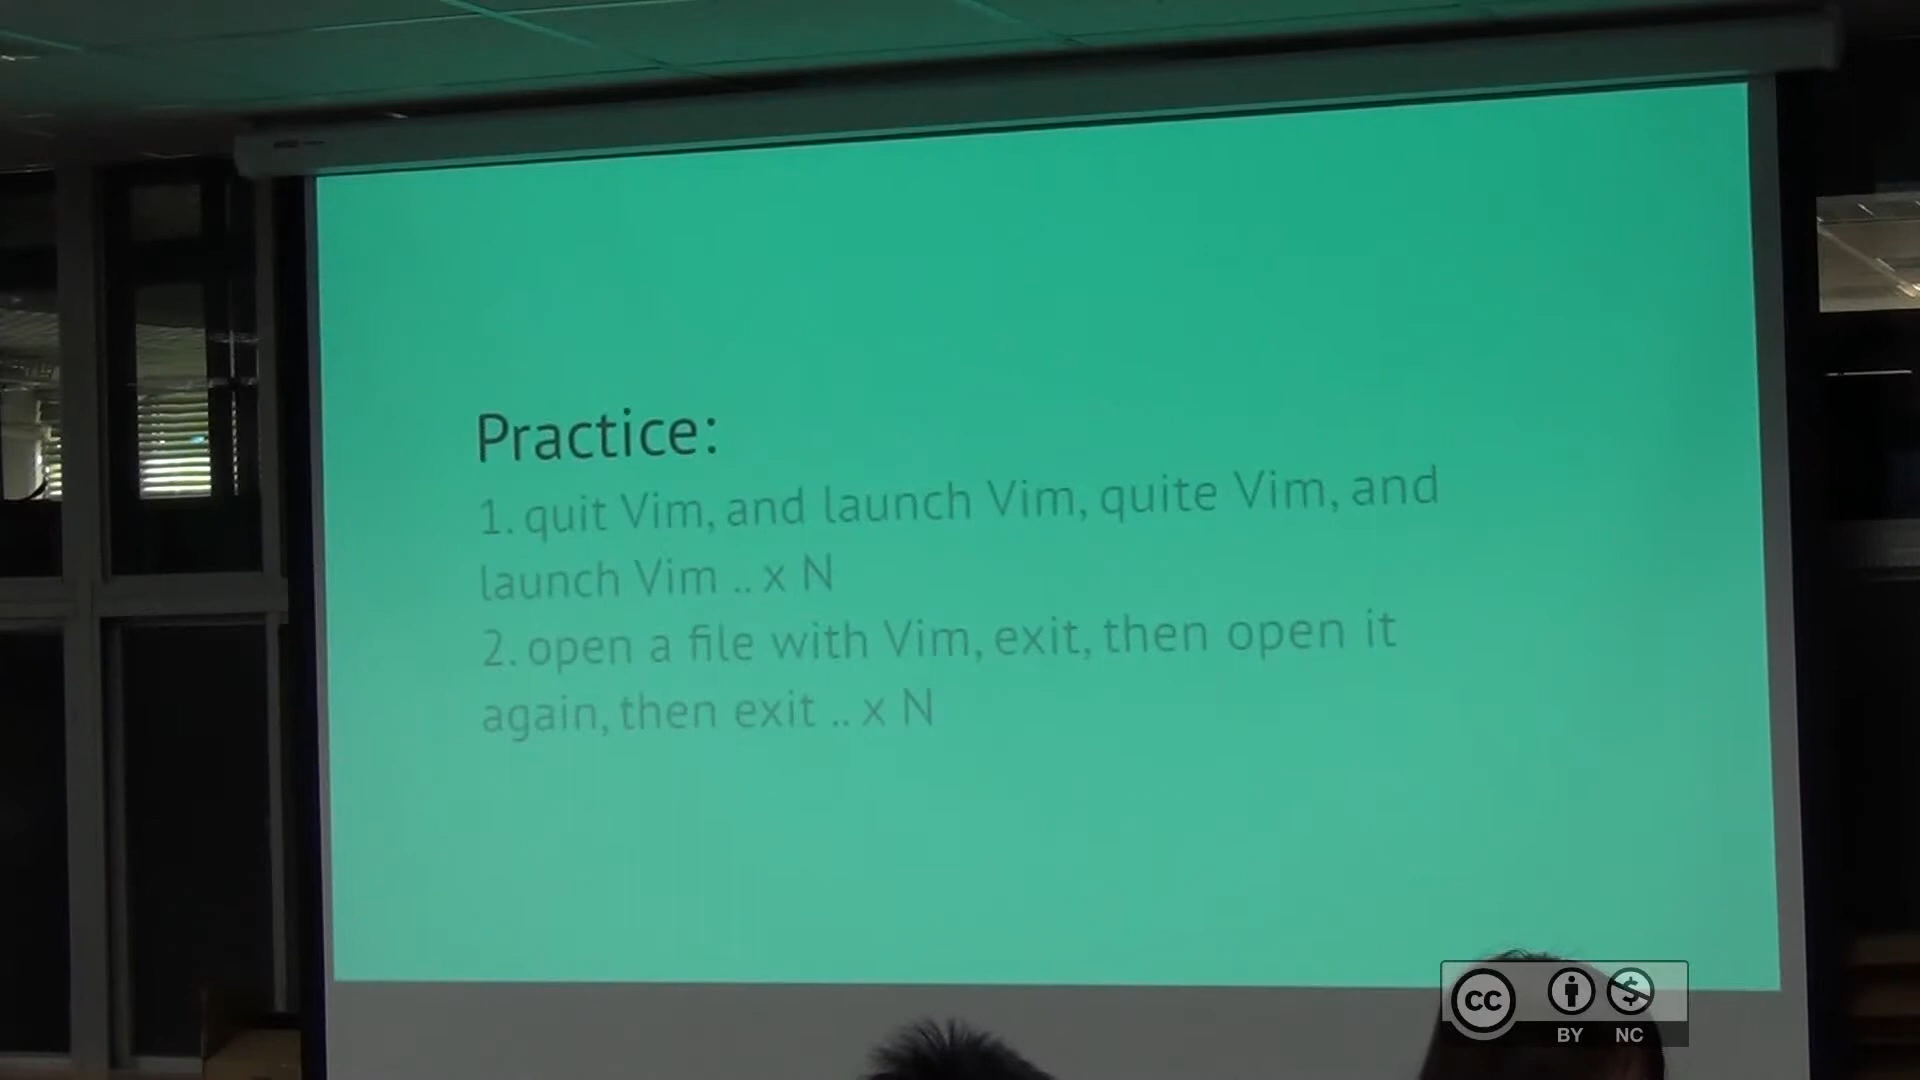 Practice:
1. quit Vim, and launch Vim, quite Vim, and
launch Vim .. x N
2. open a file with Vim, exit, then open it
again, then exit .. x N
cc
BY NC